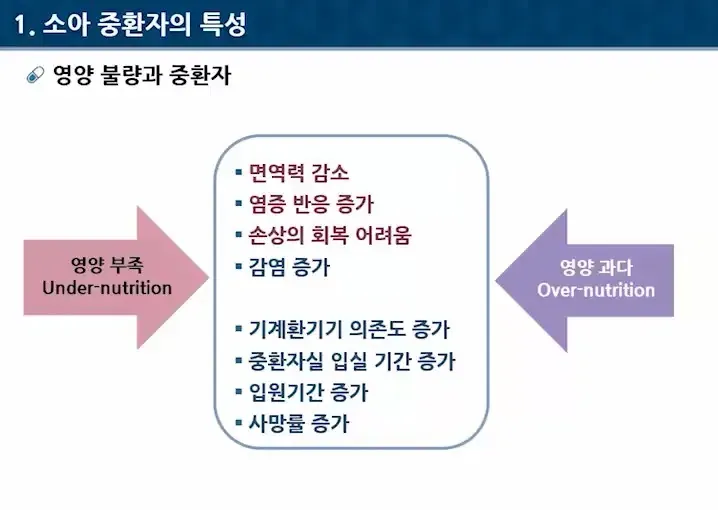 1. 소아 중환자의 특성
영양 불량과 중환자
▪ 면역력 감소
▪ 염증 반응 증가
▪ 손상의 회복 어려움
▪ 감염 증가
▪ 기계환기기 의존도 증가
▪ 중환자실 입실 기간 증가
▪ 입원기간 증가
▪ 사망률 증가
영양 부족
Under-nutrition
영양 과다
Over-nutrition